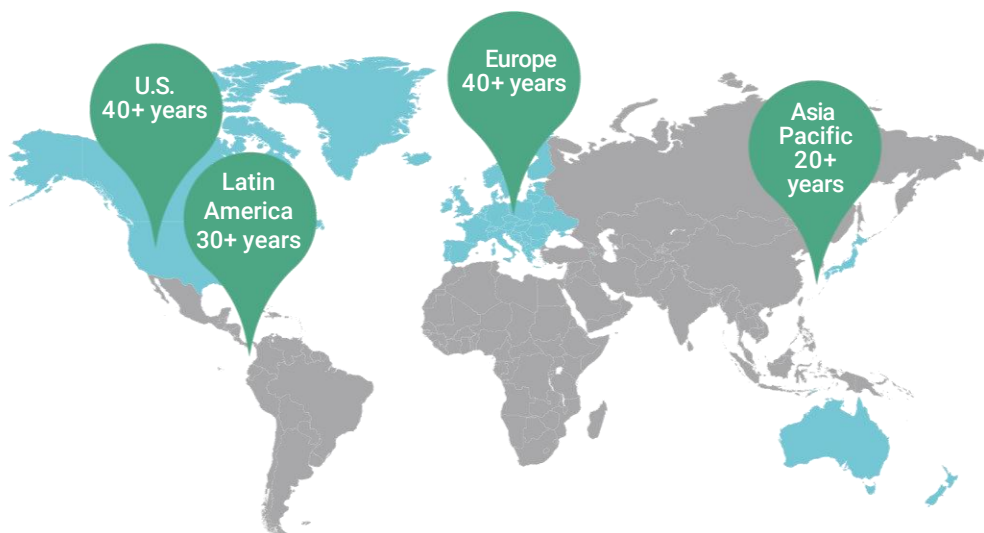 U.S.
40+ years
Latin
America
30+ years
Europe
40+ years
Asia
Pacific
20+
years